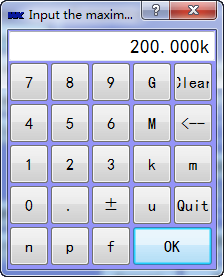 Input the maxim...
200.000k
7 8 9 G Clear
4 5 6 M <--
1 2 3 k m
0 . ± u Quit
n p f OK